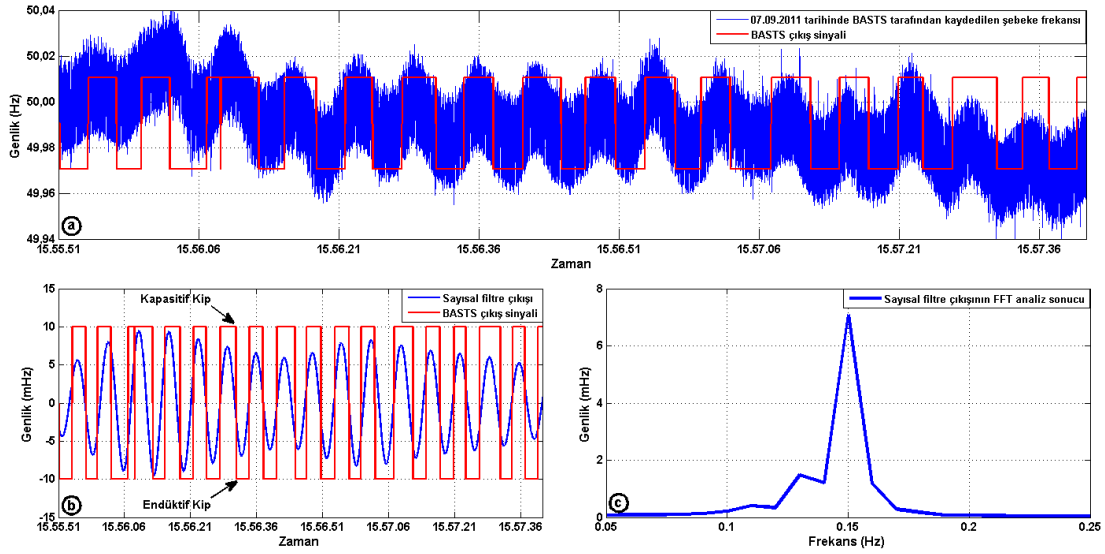 50,04
50,02
50,00
49,98
49,96
49,94
Genlik (Hz)
07.09.2011 tarihinde BASTS tarafından kaydedilen şebeke frekansı
BASTS çıkış sinyali
a
15.55.51
15.56.06
15.56.21
15.56.36
15.56.51
15.57.06
15.57.21
15.57.36
Zaman
15
10
5
0
-5
-10
-15
Genlik (mHz)
Kapasitif Kip
Sayısal filtre çıkışı
BASTS çıkış sinyali
Endüktif Kip
b
15.55.51
15.56.06
15.56.21
15.56.36
15.56.51
15.57.06
15.57.21
15.57.36
Zaman
8
6
4
2
0
Genlik (mHz)
Sayısal filtre çıkışının FFT analiz sonucu
c
0.05
0.1
0.15
0.2
0.25
Frekans (Hz)